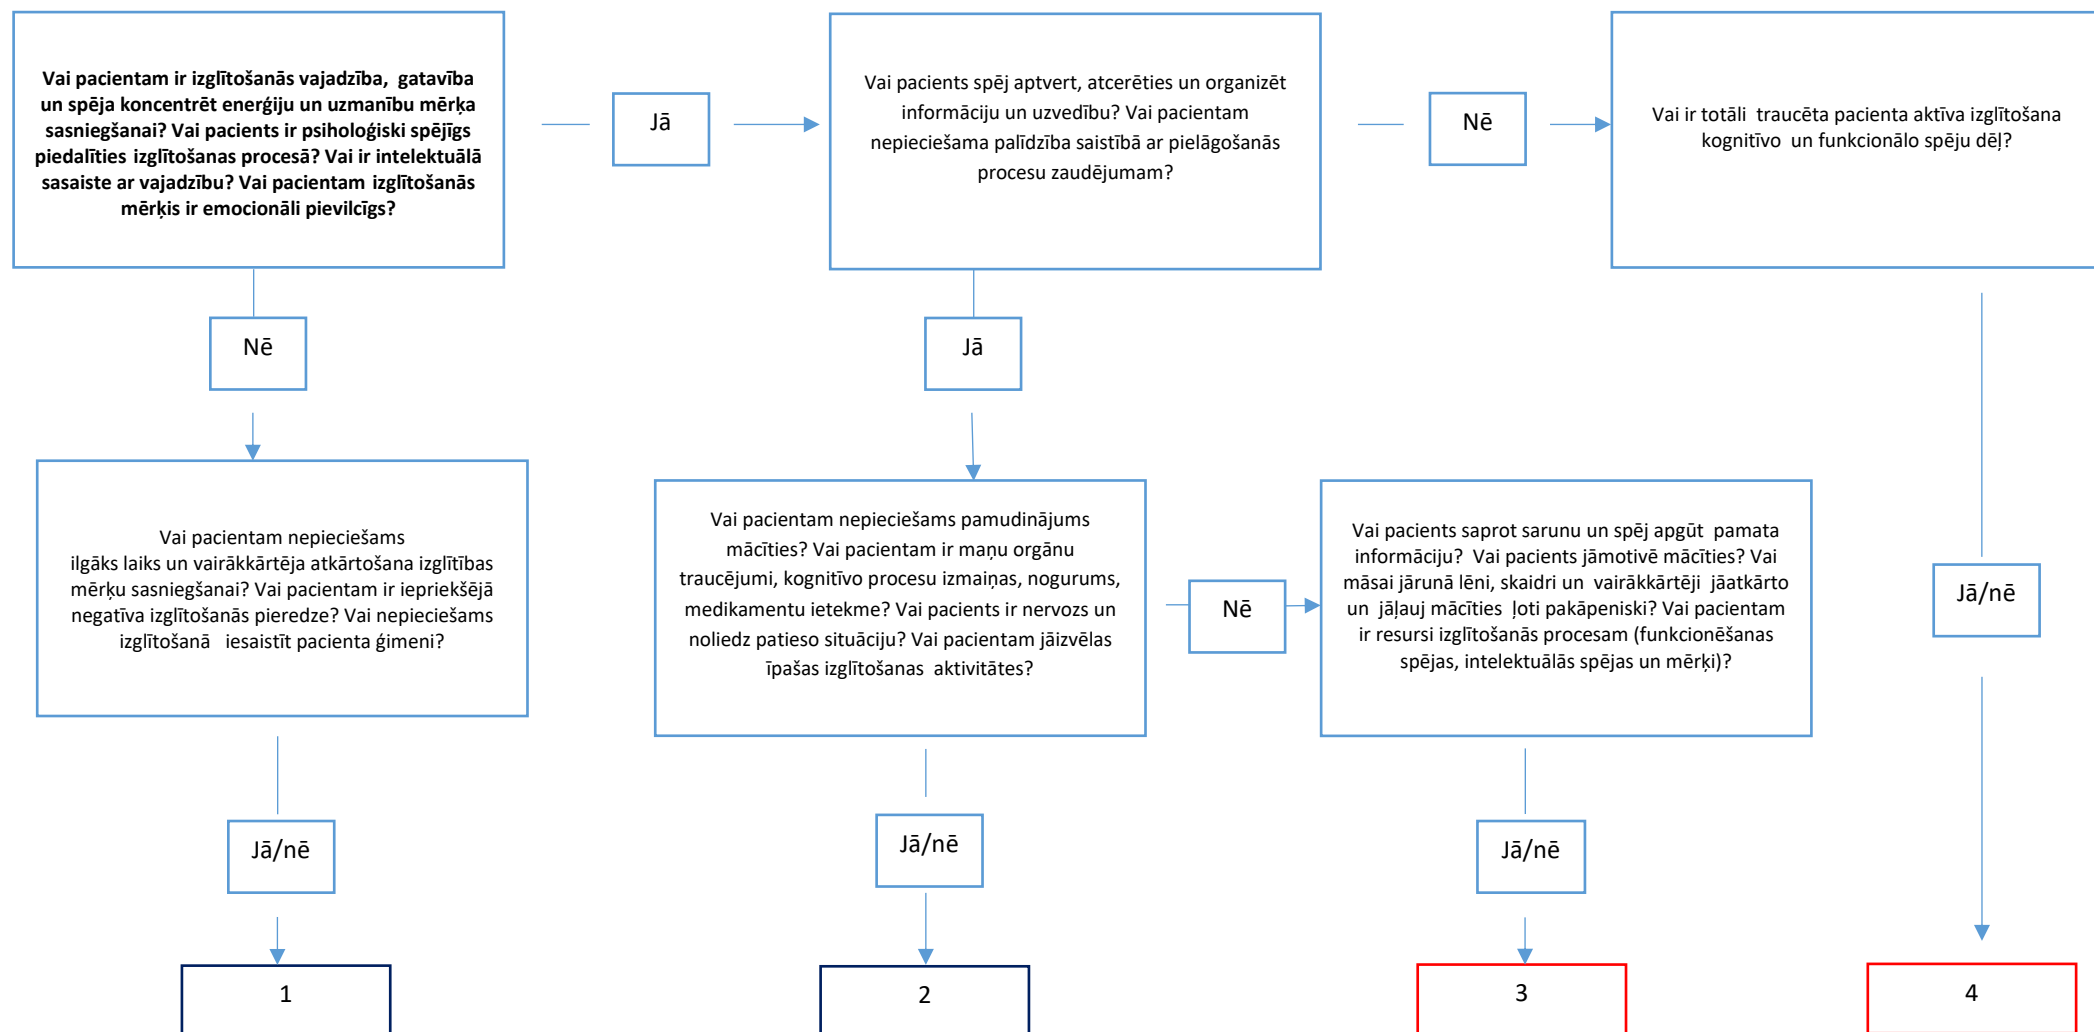 Vai pacientam ir izglītošanās vajadzība, gatavība
un spēja koncentrēt enerģiju un uzmanību mērķa
sasniegšanai? Vai pacients ir psiholoģiski spējīgs
piedalīties izglītošanas procesā? Vai ir intelektuālā
sasaiste ar vajadzību? Vai pacientam izglītošanās
mērķis ir emocionāli pievilcīgs?
Jā
Vai pacients spēj aptvert, atcerēties un organizēt
informāciju un uzvedību? Vai pacientam
nepieciešama palīdzība saistībā ar pielāgošanās
procesu zaudējumam?
Nē
Vai ir totāli traucēta pacienta aktīva izglītošana
kognitīvo un funkcionālo spēju dēļ?
Nē
Jā
Vai pacientam nepieciešams
ilgāks laiks un vairākkārtēja atkārtošana izglītības
mērķu sasniegšanai? Vai pacientam ir iepriekšējā
negatīva izglītošanās pieredze? Vai nepieciešams
izglītošanā iesaistīt pacienta ģimeni?
Vai pacientam nepieciešams pamudinājums
mācīties? Vai pacientam ir maņu orgānu
traucējumi, kognitīvo procesu izmaiņas, nogurums,
medikamentu ietekme? Vai pacients ir nervozs un
noliedz patieso situāciju? Vai pacientam jāizvēlas
īpašas izglītošanas aktivitātes?
Nē
Vai pacients saprot sarunu un spēj apgūt pamata
informāciju? Vai pacients jāmotivē mācīties? Vai
māsai jārunā lēni, skaidri un vairākkārtēji jāatkārto
un jāļauj mācīties ļoti pakāpeniski? Vai pacientam
ir resursi izglītošanās procesam (funkcionēšanas
spējas, intelektuālās spējas un mērķi)?
Jā/nē
Jā/nē
Jā/nē
Jā/nē
1
2
3
4